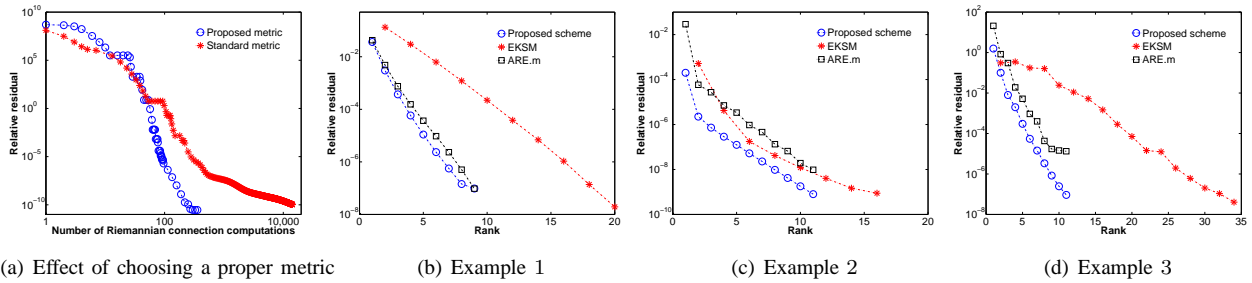 10^10
10^5
10^0
10^-5
10^-10
Relative residual
1
100
10,000
Number of Riemannian connection computations
Proposed metric
Standard metric
(a) Effect of choosing a proper metric
10^-2
10^-4
10^-6
10^-8
Relative residual
0
5
10
15
20
Rank
Proposed scheme
EKSM
ARE.m
(b) Example 1
10^-2
10^-4
10^-6
10^-8
10^-10
Relative residual
0
5
10
15
20
Rank
Proposed scheme
EKSM
ARE.m
(c) Example 2
10^2
10^0
10^-2
10^-4
10^-6
10^-8
Relative residual
0
5
10
15
20
25
30
35
Rank
Proposed scheme
EKSM
ARE.m
(d) Example 3